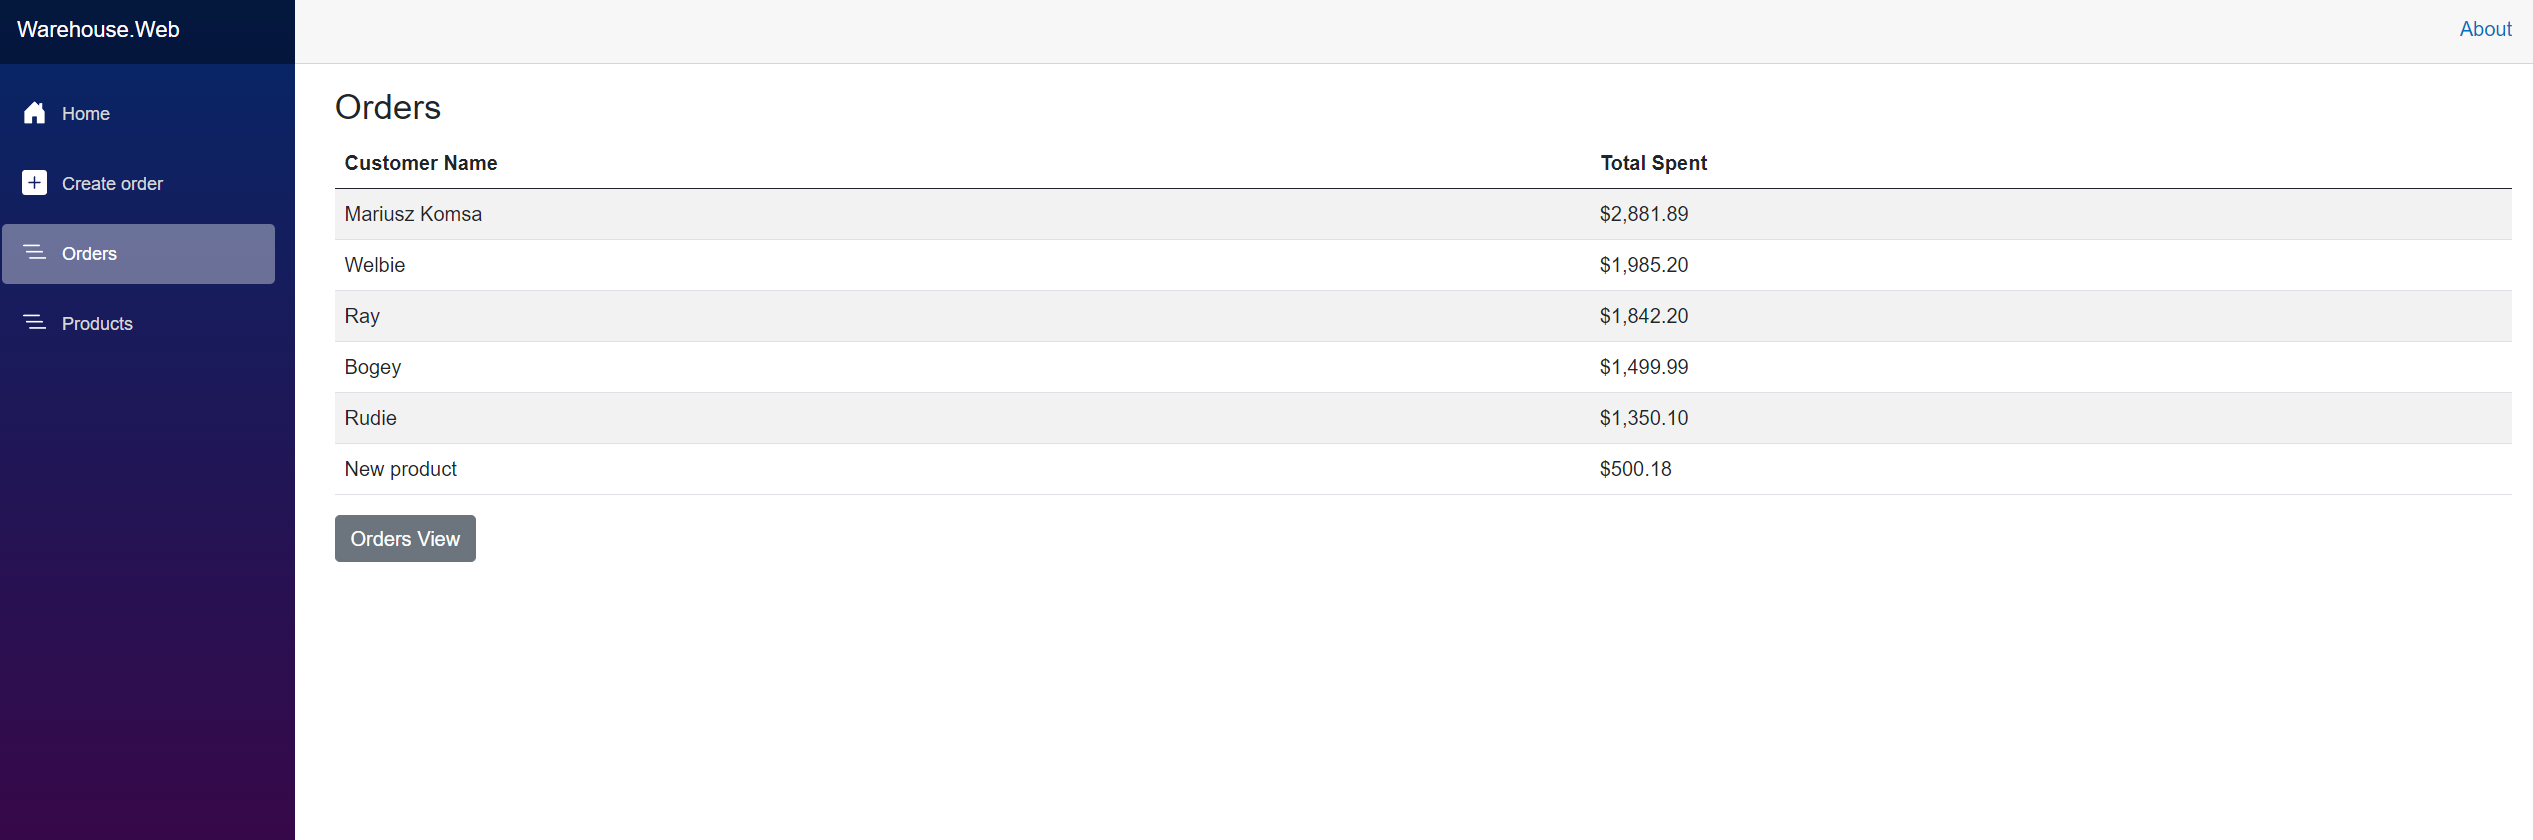 Warehouse.Web
About
Home
Create order
Orders
Products
Orders
Customer Name Total Spent
Mariusz Komsa $2,881.89
Welbie $1,985.20
Ray $1,842.20
Bogey $1,499.99
Rudie $1,350.10
New product $500.18
Orders View